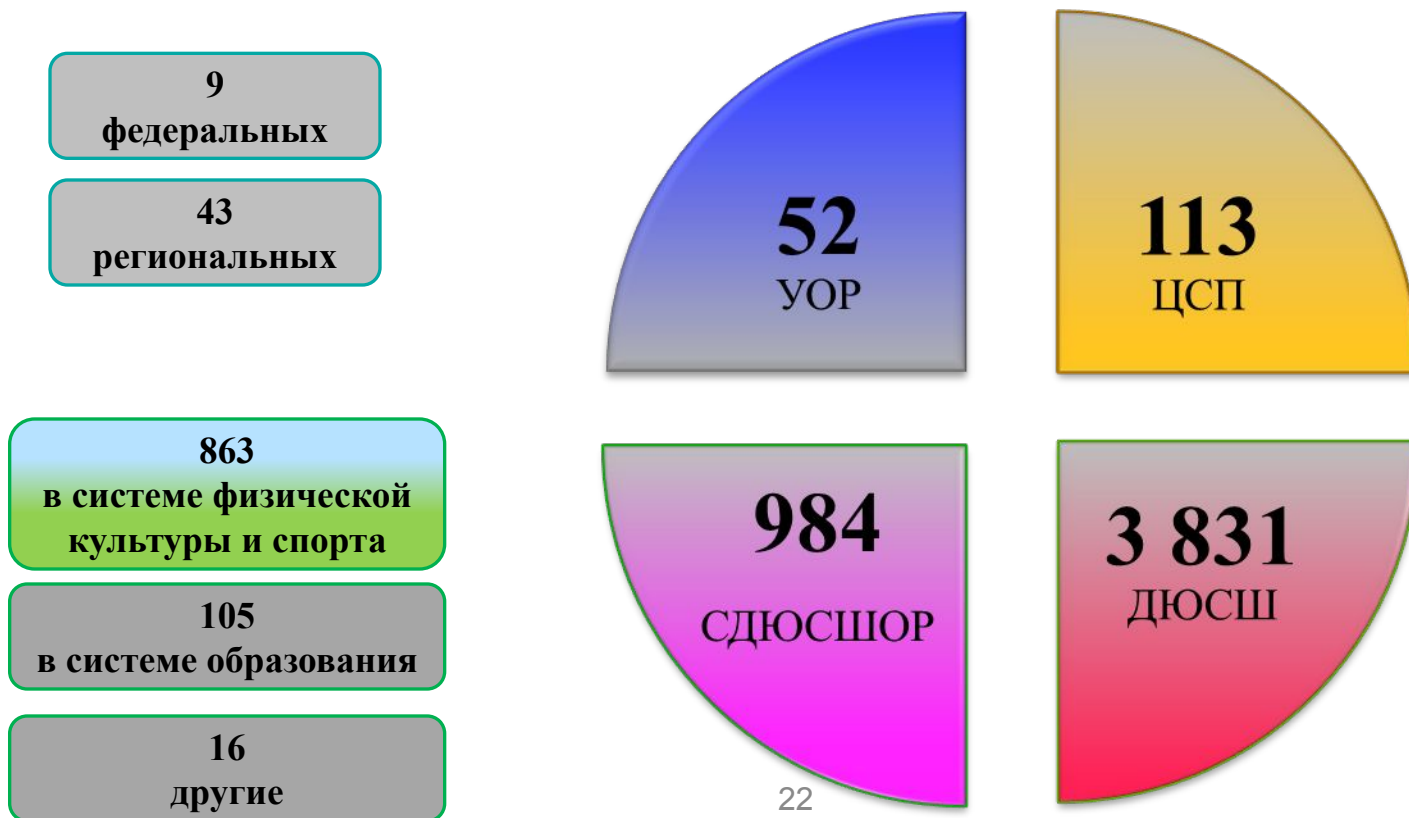 9
федеральных
43
региональных
52
УОР
113
ЦСП
863
в системе физической
культуры и спорта
105
в системе образования
16
другие
984
СДЮСШОР
3 831
ДЮСШ
22